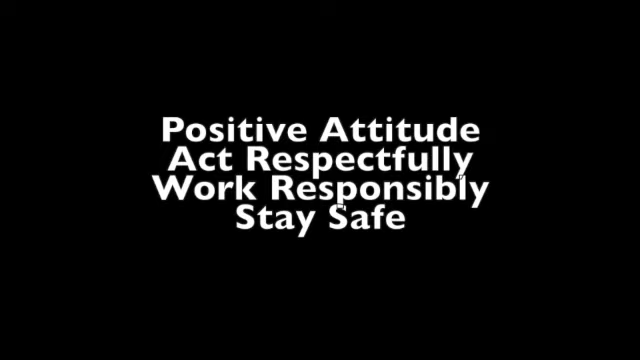 Positive Attitude
Act Respectfully
Work Responsibly
Stay Safe